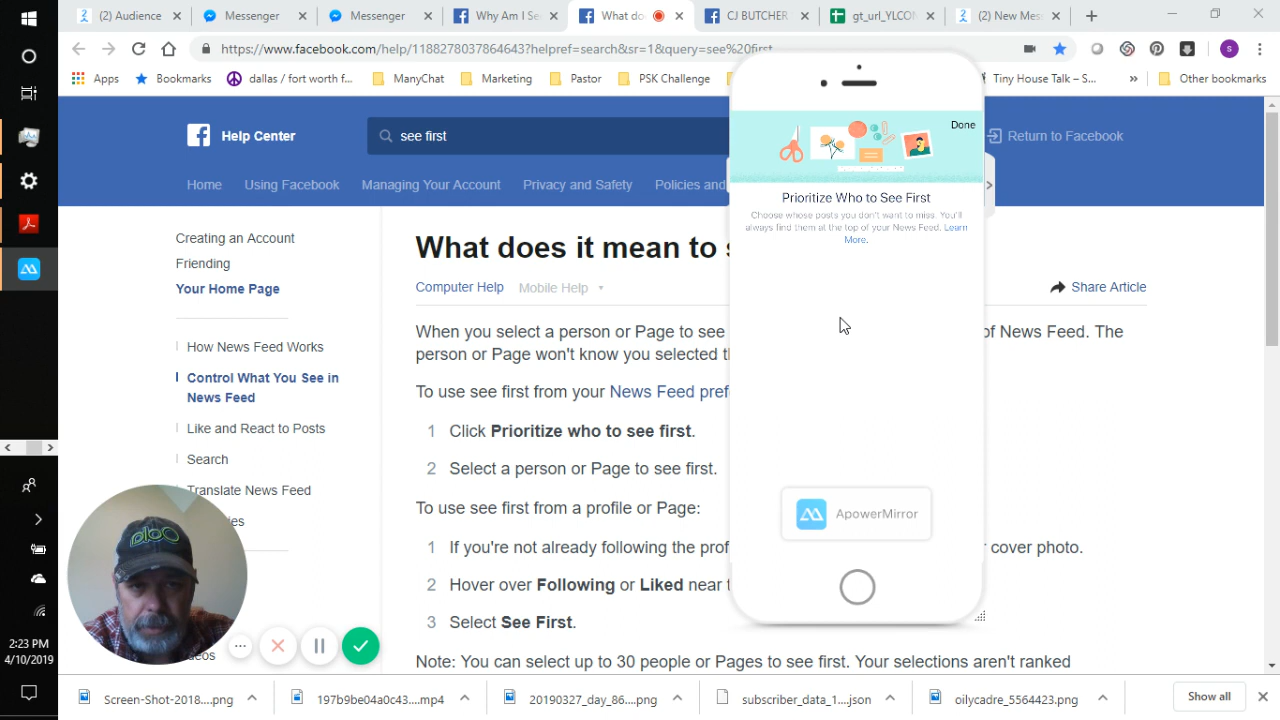 (2) Audience
Messenger
Messenger
Why Am I Se
What do
CJ BUTCHER
gt_url_YLCON
(2) New Mes
https://www.facebook.com/help/1188278037864643?helpref=search&sr=1&query=see%20first
S
Apps
Bookmarks
dallas / fort worth f...
ManyChat
Marketing
Pastor
PSK Challenge
Tiny House Talk – S...
»
Other bookmarks
Help Center
see first
Return to Facebook
Home
Using Facebook
Managing Your Account
Privacy and Safety
Policies and
Done
Prioritize Who to See First
Choose whose posts you don't want to miss. You'll
always find them at the top of your News Feed. Learn
More.
ApowerMirror
Creating an Account
Friending
Your Home Page
How News Feed Works
Control What You See in
News Feed
Like and React to Posts
Search
Translate News Feed
What does it mean to s
Computer Help
Mobile Help
Share Article
When you select a person or Page to see
of News Feed. The
person or Page won't know you selected
To use see first from your News Feed pref
1 Click Prioritize who to see first.
2 Select a person or Page to see first.
To use see first from a profile or Page:
1 If you're not already following the prof
cover photo.
2 Hover over Following or Liked near
3 Select See First.
Note: You can select up to 30 people or Pages to see first. Your selections aren't ranked
abo
2:23 PM
4/10/2019
Screen-Shot-2018....png
197b9be04a0c43....mp4
20190327_day_86....png
subscriber_data_1....json
oilycadre_5564423.png
Show all